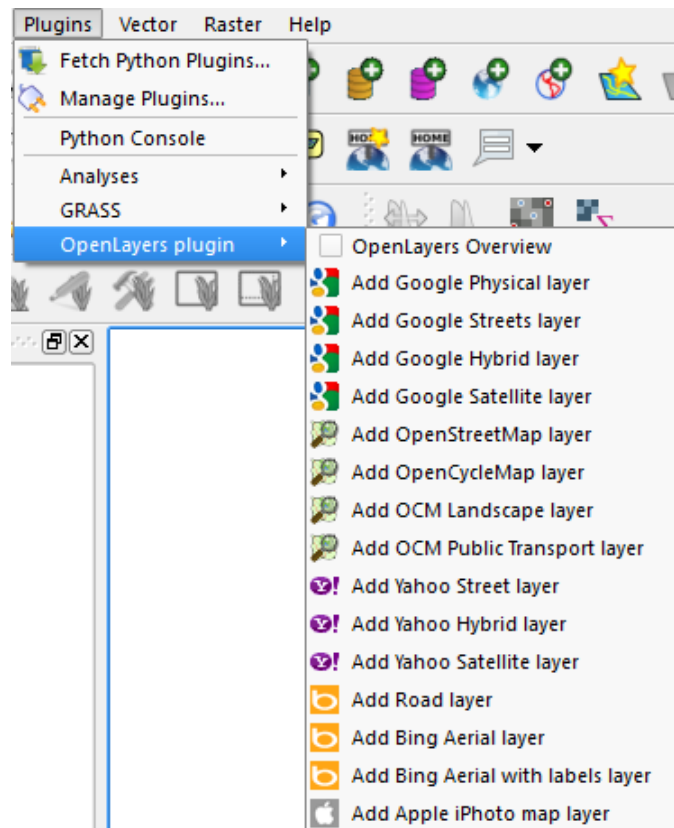 Plugins Vector Raster Help
Fetch Python Plugins...
Manage Plugins...
Python Console
Analyses
GRASS
OpenLayers plugin
OpenLayers Overview
Add Google Physical layer
Add Google Streets layer
Add Google Hybrid layer
Add Google Satellite layer
Add OpenStreetMap layer
Add OpenCycleMap layer
Add OCM Landscape layer
Add OCM Public Transport layer
Add Yahoo Street layer
Add Yahoo Hybrid layer
Add Yahoo Satellite layer
Add Road layer
Add Bing Aerial layer
Add Bing Aerial with labels layer
Add Apple iPhoto map layer